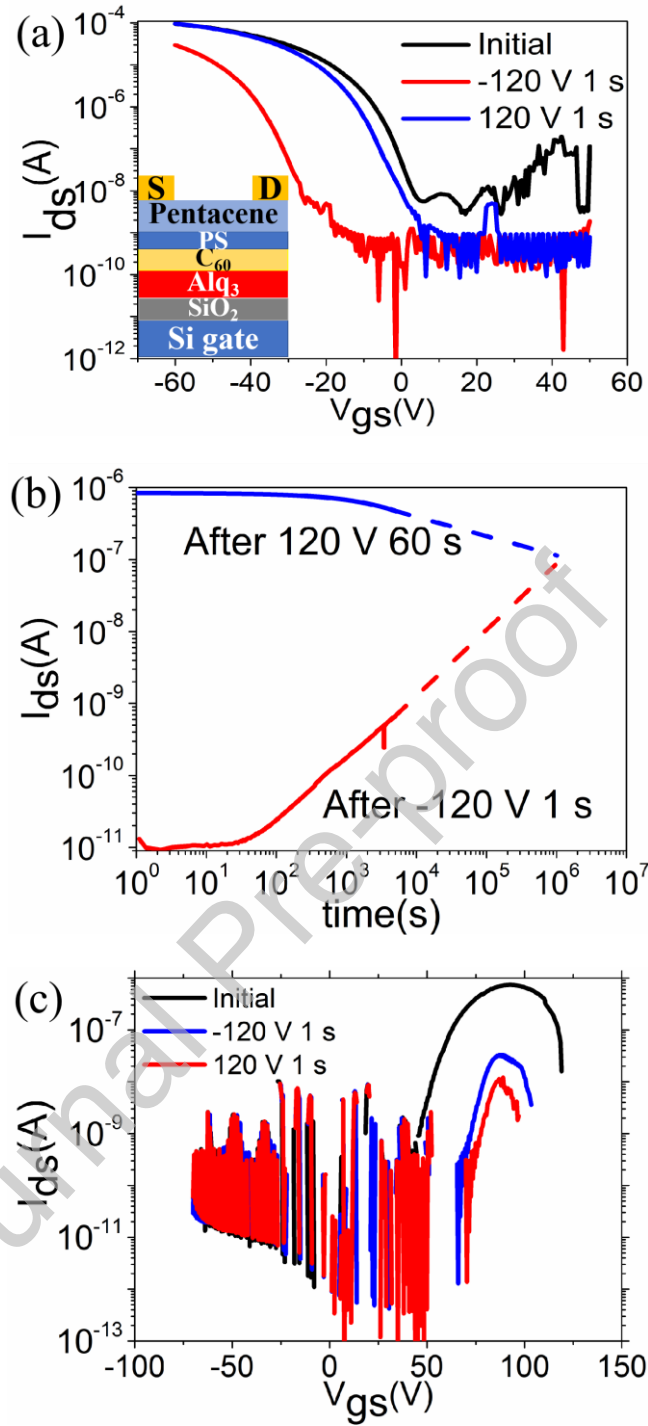 (a)
10⁻⁴
10⁻⁶
10⁻⁸
10⁻¹⁰
10⁻¹²
Ids(A)
Initial
-120 V 1 s
120 V 1 s
S
D
Pentacene
PS
C₆₀
Alq₃
SiO₂
Si gate
-60
-40
-20
0
20
40
60
Vgs(V)
(b)
10⁻⁶
10⁻⁷
10⁻⁸
10⁻⁹
10⁻¹⁰
10⁻¹¹
Ids(A)
After 120 V 60 s
After -120 V 1 s
10⁰
10¹
10²
10³
10⁴
10⁵
10⁶
10⁷
time(s)
(c)
10⁻⁷
10⁻⁹
10⁻¹¹
10⁻¹³
Ids(A)
Initial
-120 V 1 s
120 V 1 s
-100
-50
0
50
100
150
Vgs(V)
urnal Pre-proof